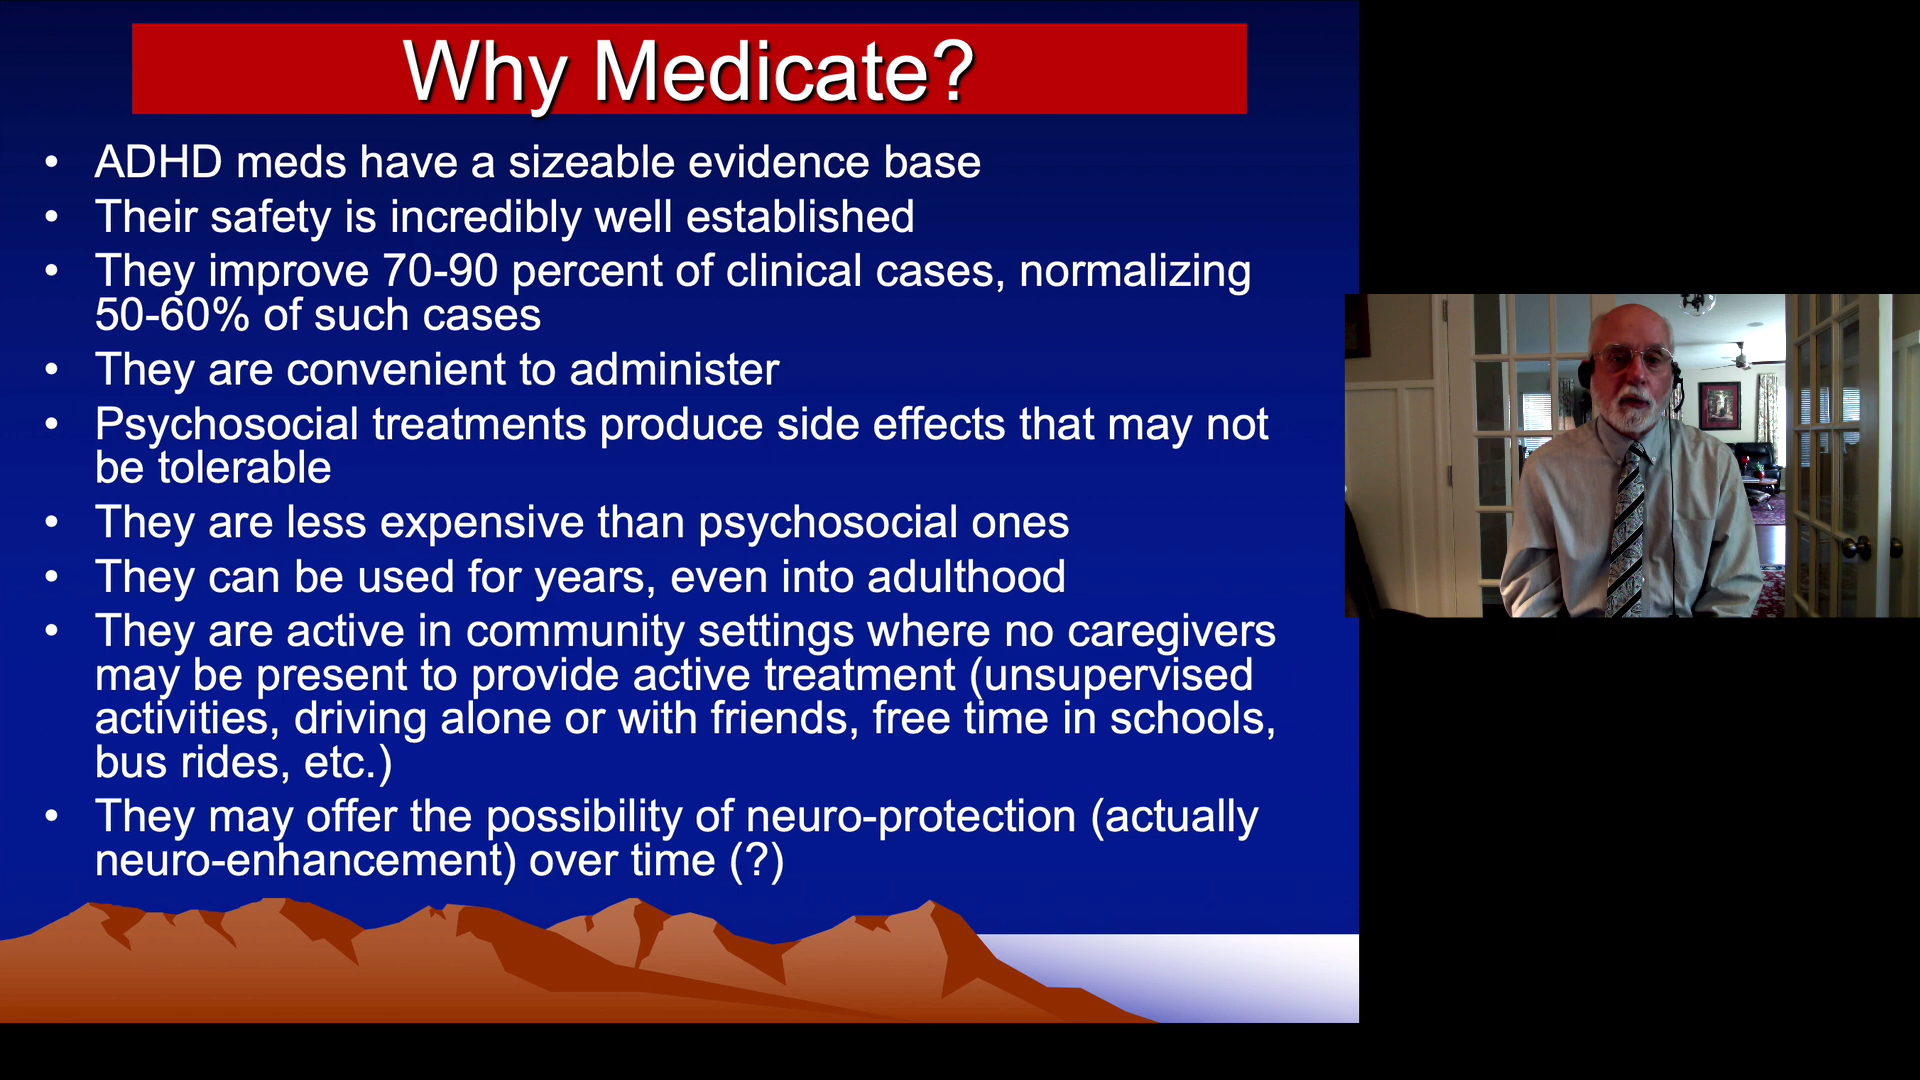 Why Medicate?
• ADHD meds have a sizeable evidence base
• Their safety is incredibly well established
• They improve 70-90 percent of clinical cases, normalizing
50-60% of such cases
• They are convenient to administer
• Psychosocial treatments produce side effects that may not
be tolerable
• They are less expensive than psychosocial ones
• They can be used for years, even into adulthood
• They are active in community settings where no caregivers
may be present to provide active treatment (unsupervised
activities, driving alone or with friends, free time in schools,
bus rides, etc.)
• They may offer the possibility of neuro-protection (actually
neuro-enhancement) over time (?)